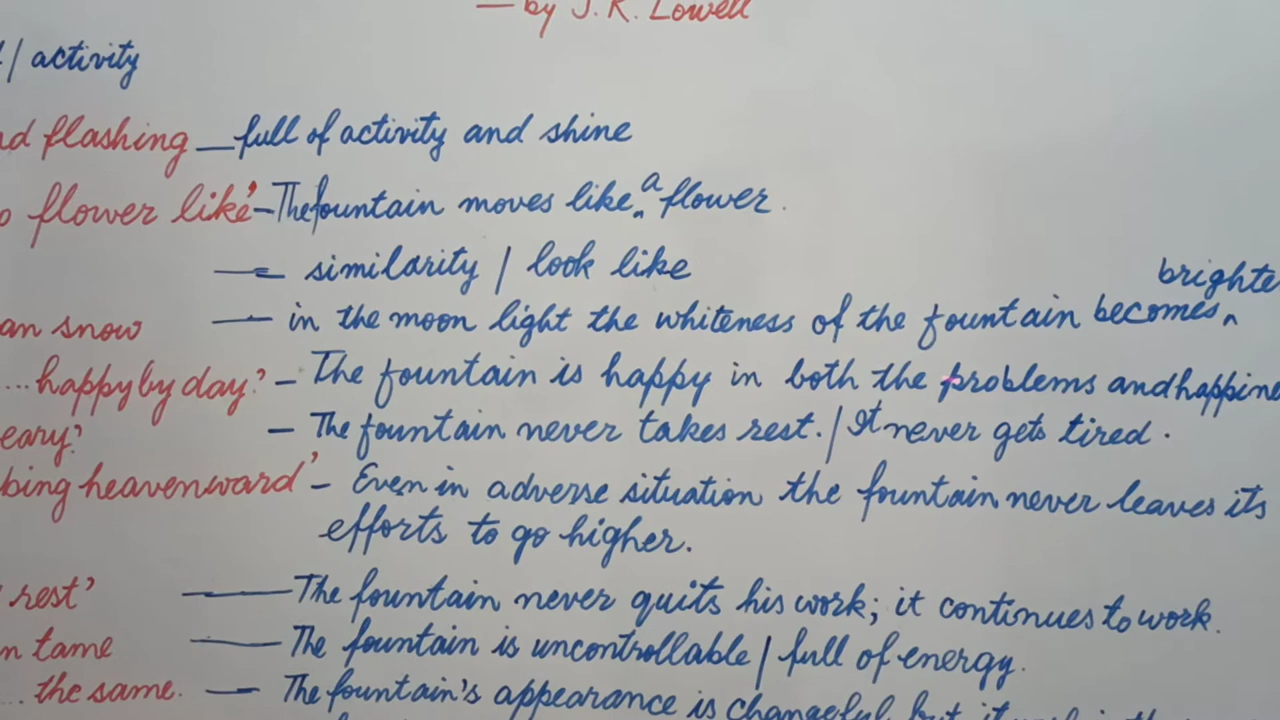 — by J. R. Lowell
/ activity
flashing — full of activity and shine
flower like' - The fountain moves like a flower.
— similarity / look like
brighte
an snow — in the moon light the whiteness of the fountain becomes
... happy by day?' - The fountain is happy in both the problems and happine
eary?' - The fountain never takes rest. / It never gets tired.
bing heavenward' - Even in adverse situation the fountain never leaves its
efforts to go higher.
rest' — The fountain never quits his work; it continues to work.
n tame — The fountain is uncontrollable / full of energy.
... the same. — The fountain's appearance is changeful but it